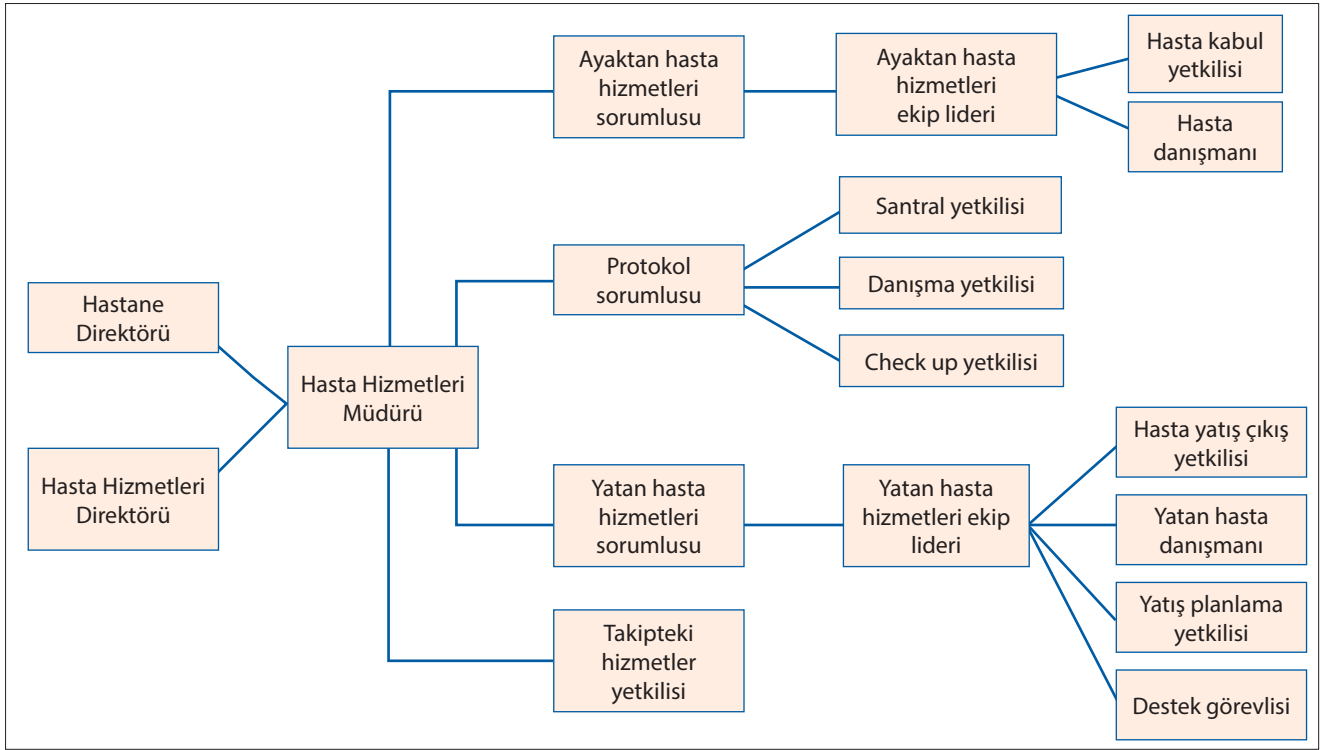 Hastane
Direktörü
Hasta Hizmetleri
Direktörü
Hasta Hizmetleri
Müdürü
Ayaktan hasta
hizmetleri
sorumlusu
Ayaktan hasta
hizmetleri
ekip lideri
Hasta kabul
yetkilisi
Hasta
danışmanı
Protokol
sorumlusu
Santral yetkilisi
Danışma yetkilisi
Check up yetkilisi
Yatan hasta
hizmetleri
sorumlusu
Yatan hasta
hizmetleri ekip
lideri
Hasta yatış çıkış
yetkilisi
Yatan hasta
danışmanı
Yatış planlama
yetkilisi
Destek görevlisi
Takipteki
hizmetler
yetkilisi